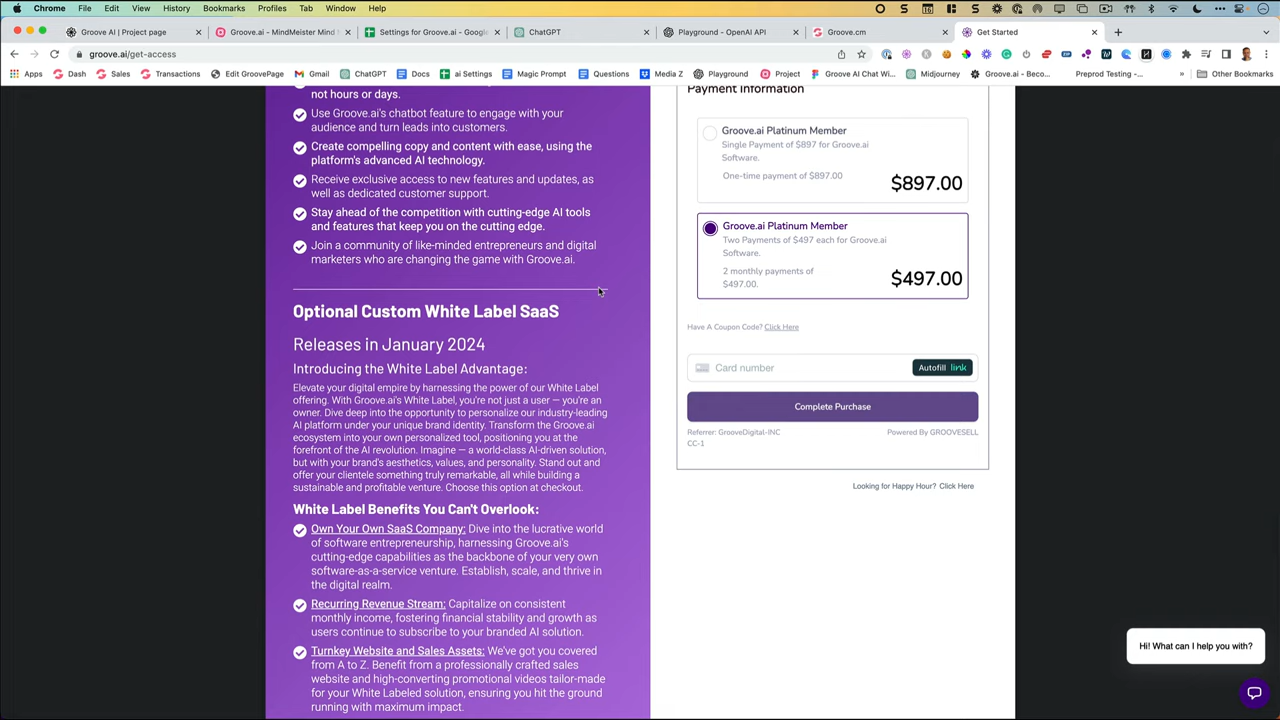 Chrome File Edit View History Bookmarks Profiles Tab Window Help
Groove AI | Project page
Groove.ai - MindMeister Mind
Settings for Groove.ai - Google
ChatGPT
Playground - OpenAI API
Groove.cm
Get Started
groove.ai/get-access
Apps Dash Sales Transactions Edit GroovePage Gmail ChatGPT Docs ai Settings Magic Prompt Questions Media Z Playground Project Groove AI Chat Wi... Midjourney Groove.ai - Beco... Preprod Testing -... » Other Bookmarks
not hours or days.
Use Groove.ai's chatbot feature to engage with your
audience and turn leads into customers.
Create compelling copy and content with ease, using the
platform's advanced AI technology.
Receive exclusive access to new features and updates, as
well as dedicated customer support.
Stay ahead of the competition with cutting-edge AI tools
and features that keep you on the cutting edge.
Join a community of like-minded entrepreneurs and digital
marketers who are changing the game with Groove.ai.
Optional Custom White Label SaaS
Releases in January 2024
Introducing the White Label Advantage:
Elevate your digital empire by harnessing the power of our White Label
offering. With Groove.ai's White Label, you're not just a user — you're an
owner. Dive deep into the opportunity to personalize our industry-leading
AI platform under your unique brand identity. Transform the Groove.ai
ecosystem into your own personalized tool, positioning you at the
forefront of the AI revolution. Imagine — a world-class AI-driven solution,
but with your brand's aesthetics, values, and personality. Stand out and
offer your clientele something truly remarkable, all while building a
sustainable and profitable venture. Choose this option at checkout.
White Label Benefits You Can't Overlook:
Own Your Own SaaS Company: Dive into the lucrative world
of software entrepreneurship, harnessing Groove.ai's
cutting-edge capabilities as the backbone of your very own
software-as-a-service venture. Establish, scale, and thrive in
the digital realm.
Recurring Revenue Stream: Capitalize on consistent
monthly income, fostering financial stability and growth as
users continue to subscribe to your branded AI solution.
Turnkey Website and Sales Assets: We've got you covered
from A to Z. Benefit from a professionally crafted sales
website and high-converting promotional videos tailor-made
for your White Labeled solution, ensuring you hit the ground
running with maximum impact.
Payment Information
Groove.ai Platinum Member
Single Payment of $897 for Groove.ai
Software.
One-time payment of $897.00
$897.00
Groove.ai Platinum Member
Two Payments of $497 each for Groove.ai
Software.
2 monthly payments of
$497.00.
$497.00
Have A Coupon Code? Click Here
Card number
Autofill link
Complete Purchase
Referrer: GrooveDigital-INC
CC-1
Powered By GROOVESELL
Looking for Happy Hour? Click Here
Hi! What can I help you with?